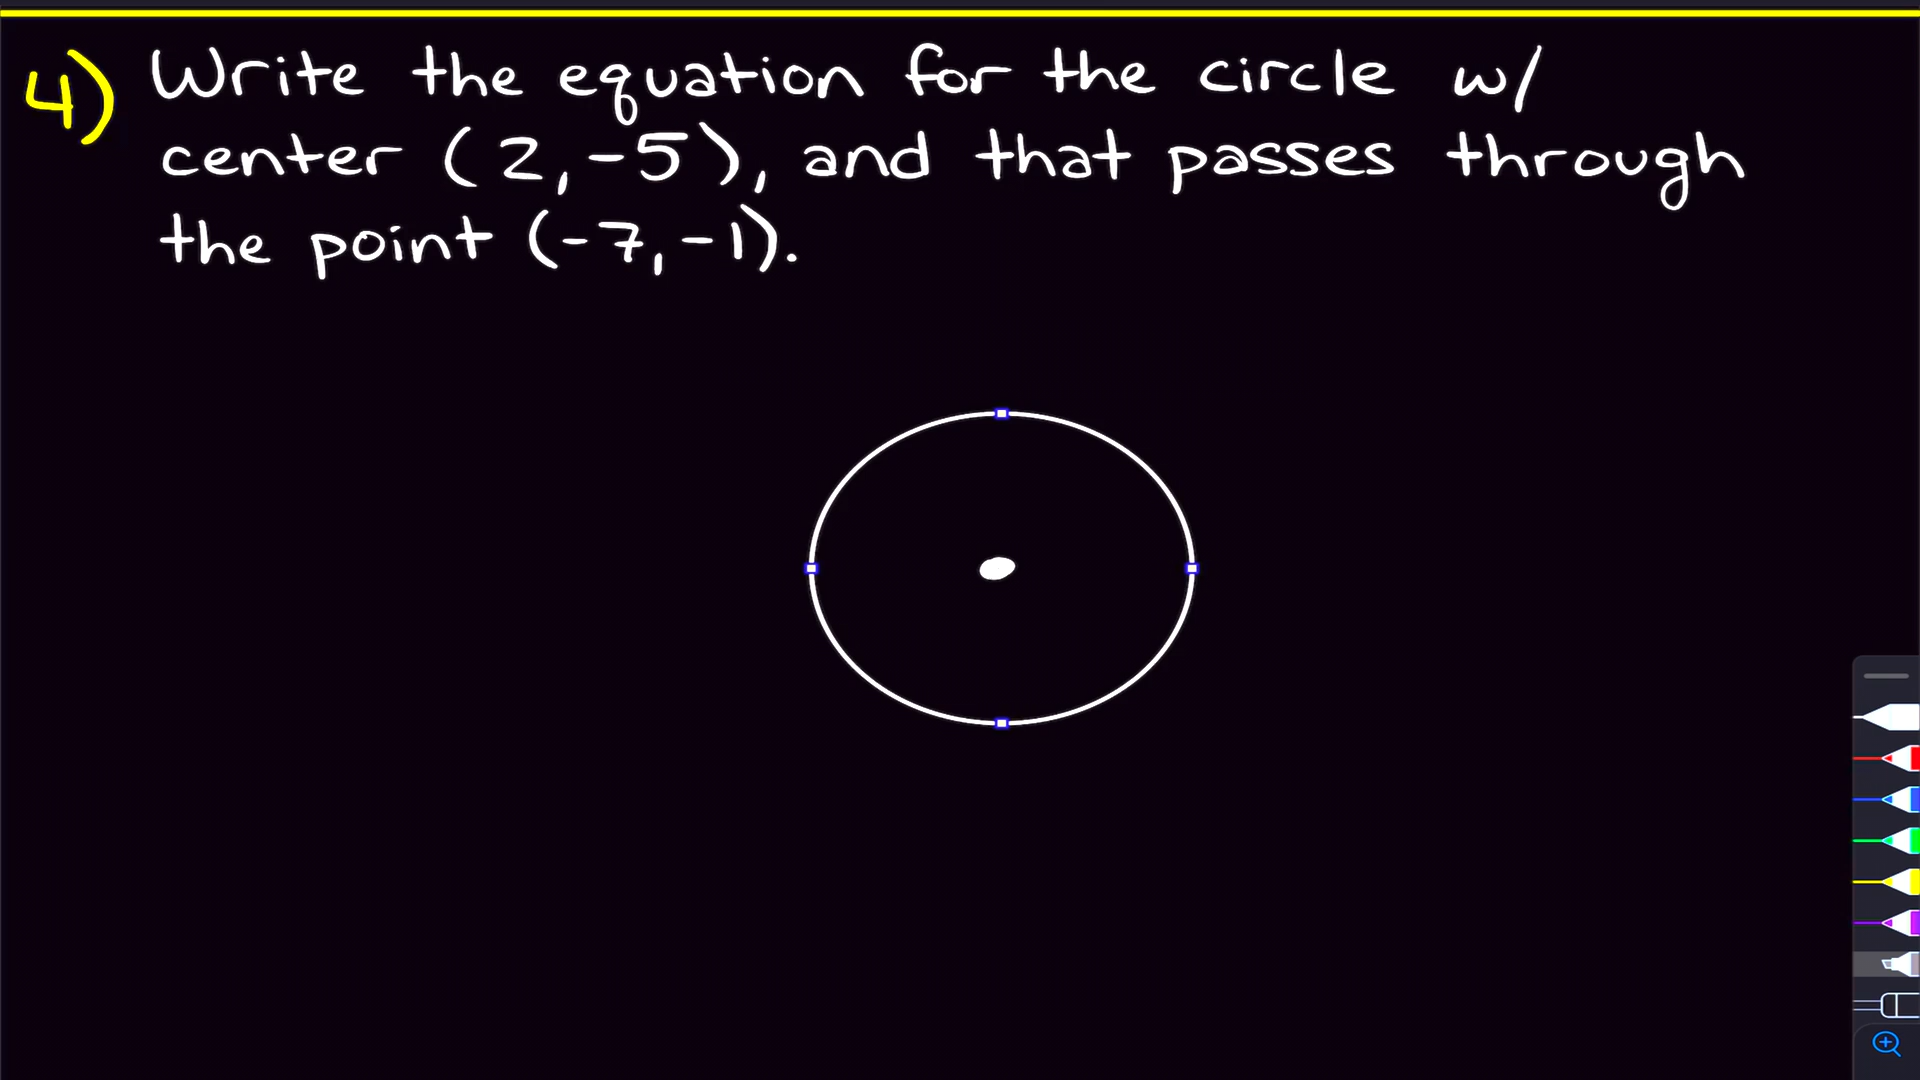 4) Write the equation for the circle w/
center (2,-5), and that passes through
the point (-7,-1).